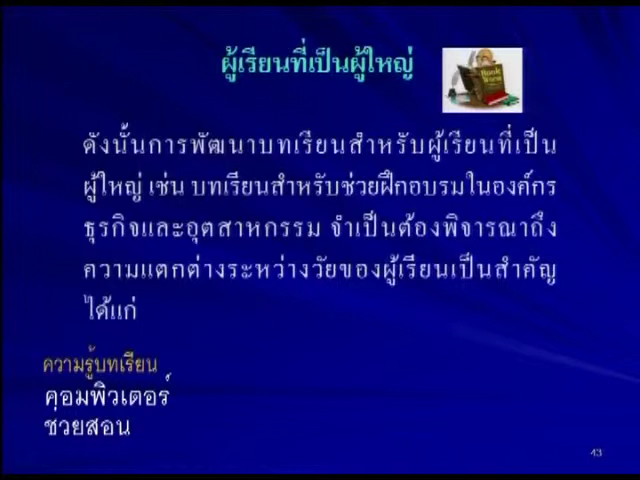 ผู้เรียนที่เป็นผู้ใหญ่
ดังนั้นการพัฒนาบทเรียนสำหรับผู้เรียนที่เป็น
ผู้ใหญ่ เช่น บทเรียนสำหรับช่วยฝึกอบรมในองค์กร
ธุรกิจและอุตสาหกรรม จำเป็นต้องพิจารณาถึง
ความแตกต่างระหว่างวัยของผู้เรียนเป็นสำคัญ
ได้แก่
ความรู้บทเรียน
คอมพิวเตอร์
ช่วยสอน
43